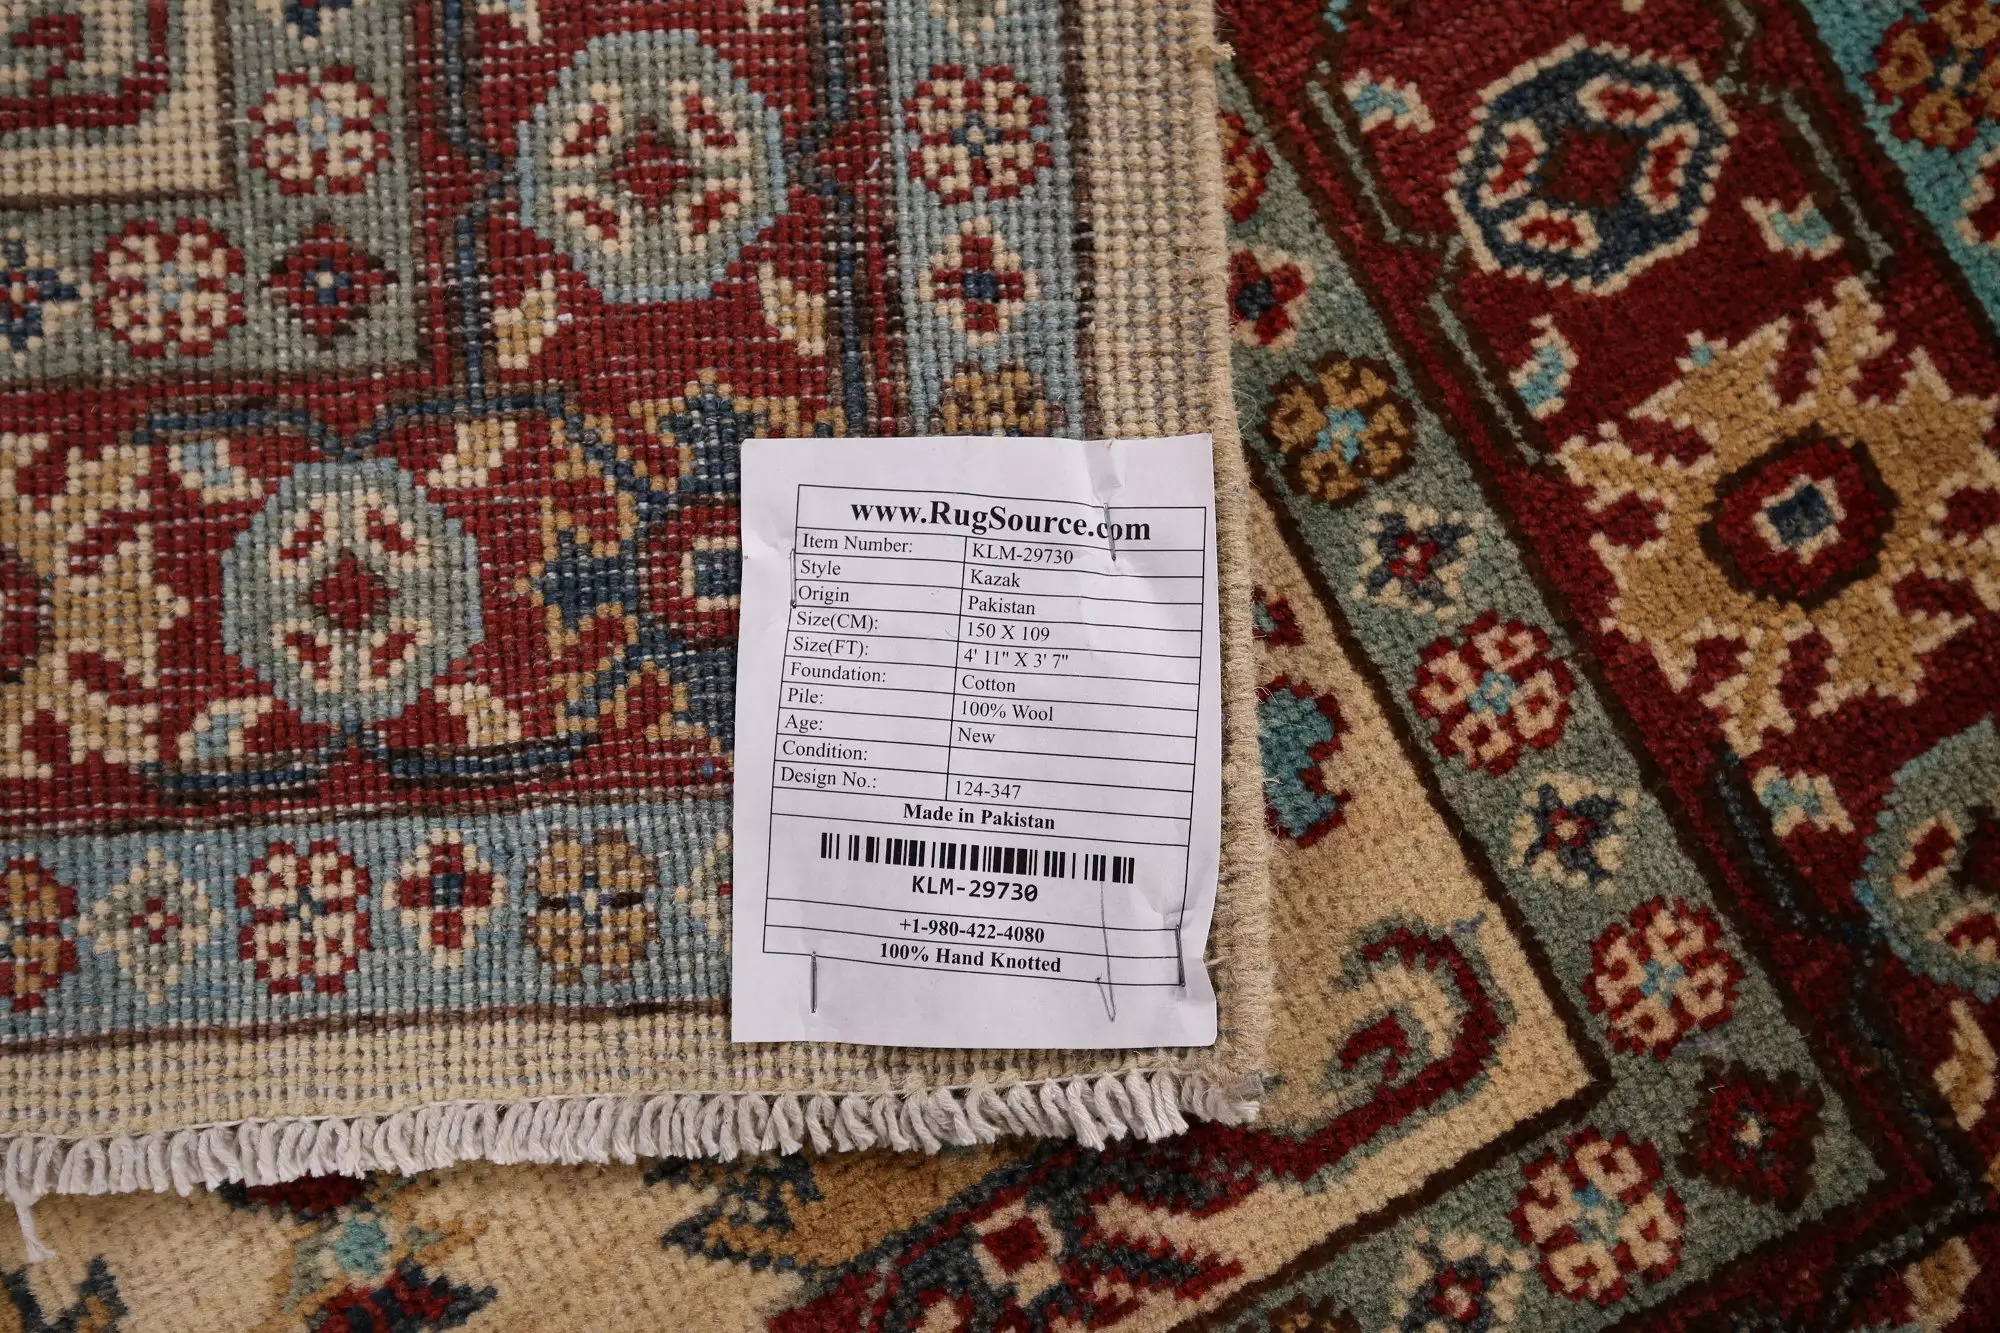 www.RugSource.com
Item Number: KLM-29730
Style Kazak
Origin Pakistan
Size(CM): 150 X 109
Size(FT): 4' 11" X 3' 7"
Foundation: Cotton
Pile: 100% Wool
Age: New
Condition:
Design No.: 124-347
Made in Pakistan
KLM-29730
+1-980-422-4080
100% Hand Knotted